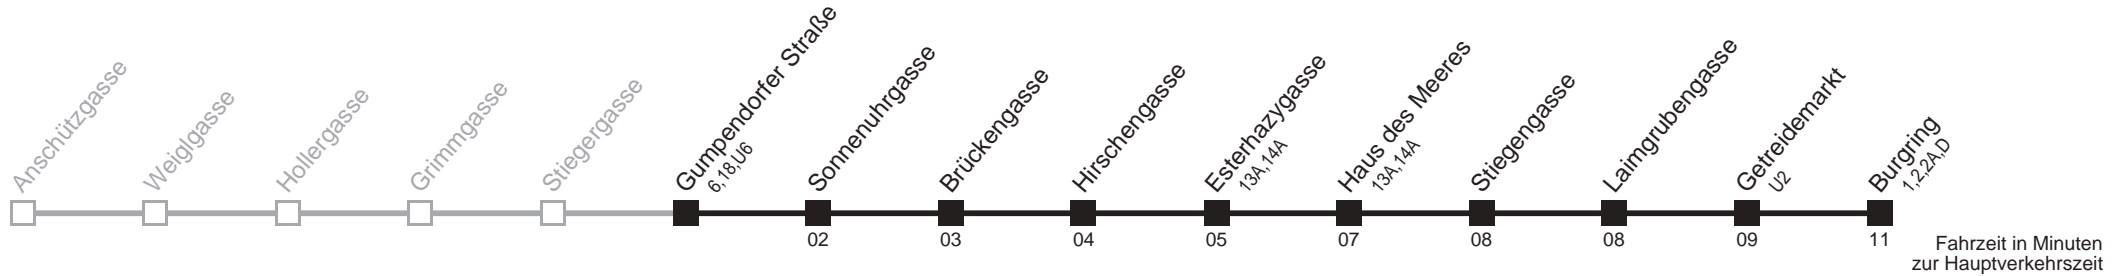 Anschützgasse
Weiglgasse
Hollergasse
Grimmgasse
Stiegergasse
Gumpendorfer Straße
6,18,U6
Sonnenuhrgasse
02
Brückengasse
03
Hirschengasse
04
Esterhazygasse
13A,14A
05
Haus des Meeres
13A,14A
07
Stiegengasse
08
Laimgrubengasse
08
Getreidemarkt
U2
09
Burgring
1,2,2A,D
11
Fahrzeit in Minuten
zur Hauptverkehrszeit